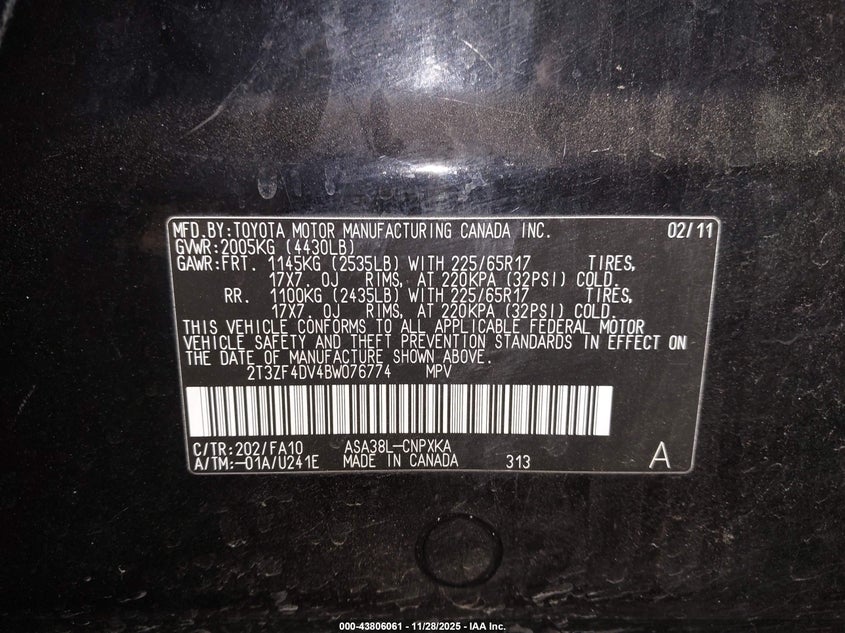 MFD.BY:TOYOTA MOTOR MANUFACTURING CANADA INC. 02/11
GVWR:2005KG (4430LB)
GAWR:FRT. 1145KG (2535LB) WITH 225/65R17 TIRES,
17X7. 0J RIMS, AT 220KPA (32PSI) COLD.
RR. 1100KG (2435LB) WITH 225/65R17 TIRES,
17X7. 0J RIMS, AT 220KPA (32PSI) COLD.
THIS VEHICLE CONFORMS TO ALL APPLICABLE FEDERAL MOTOR
VEHICLE SAFETY AND THEFT PREVENTION STANDARDS IN EFFECT ON
THE DATE OF MANUFACTURE SHOWN ABOVE.
2T3ZF4DV4BW076774 MPV
C/TR:202/FA10 ASA38L-CNPXKA
A/TM:-01A/U241E MADE IN CANADA 313 A
000-43806061 - 11/28/2025 - IAA Inc.